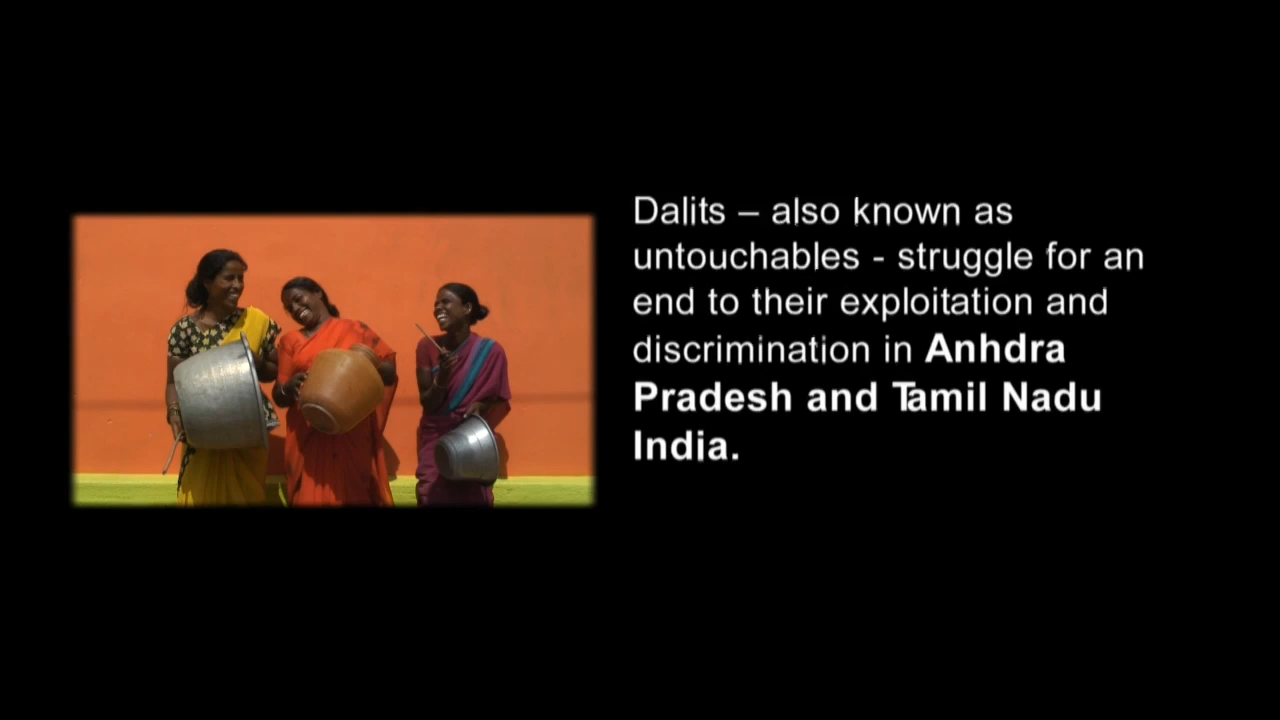 Dalits – also known as
untouchables - struggle for an
end to their exploitation and
discrimination in Anhdra
Pradesh and Tamil Nadu
India.